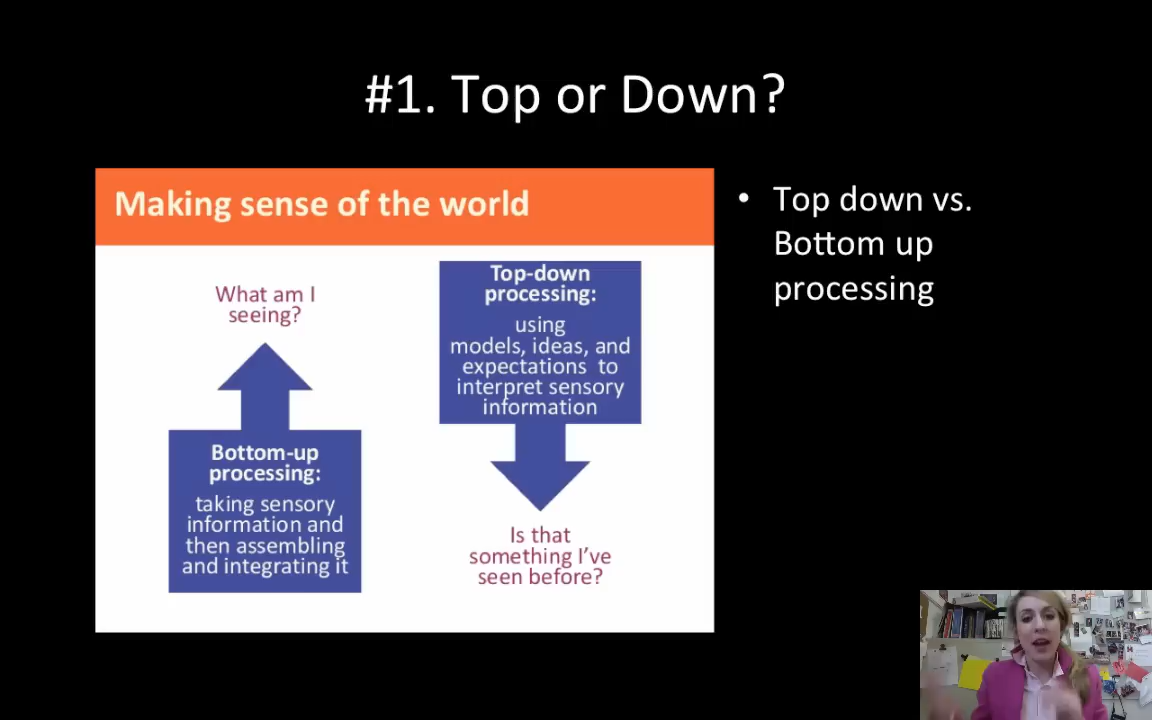 #1. Top or Down?
Making sense of the world
What am I
seeing?
Bottom-up
processing:
taking sensory
information and
then assembling
and integrating it
Top-down
processing:
using
models, ideas, and
expectations to
interpret sensory
information
Is that
something I've
seen before?
• Top down vs.
Bottom up
processing